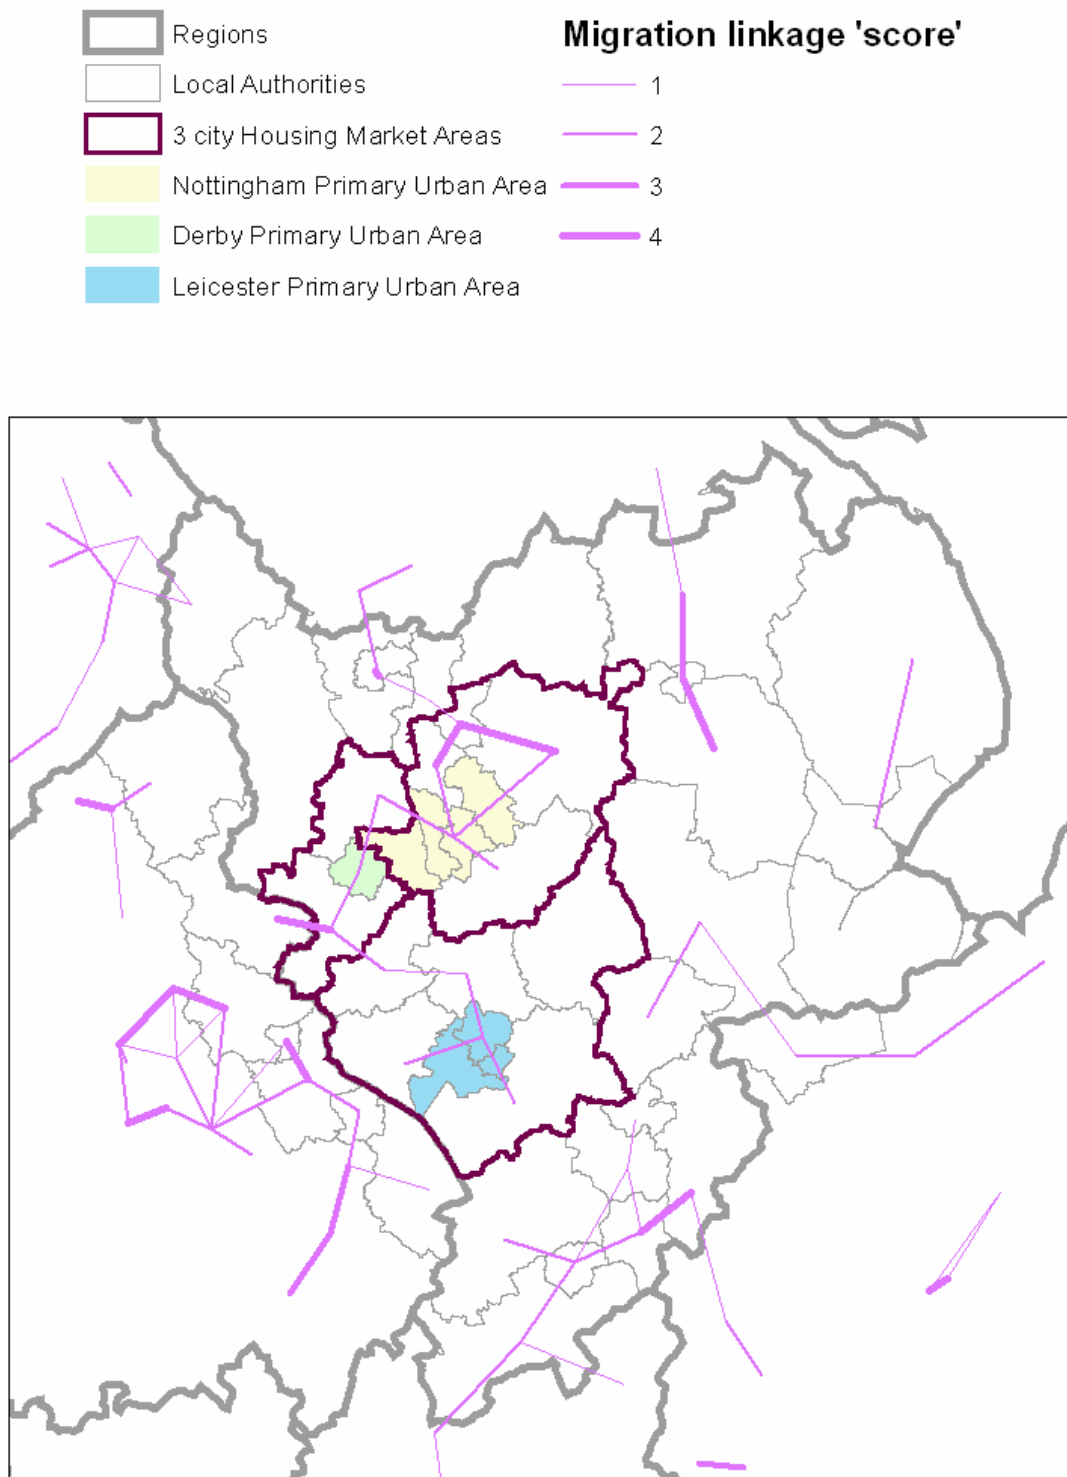 Regions
Local Authorities
3 city Housing Market Areas
Nottingham Primary Urban Area
Derby Primary Urban Area
Leicester Primary Urban Area
Migration linkage 'score'
1
2
3
4